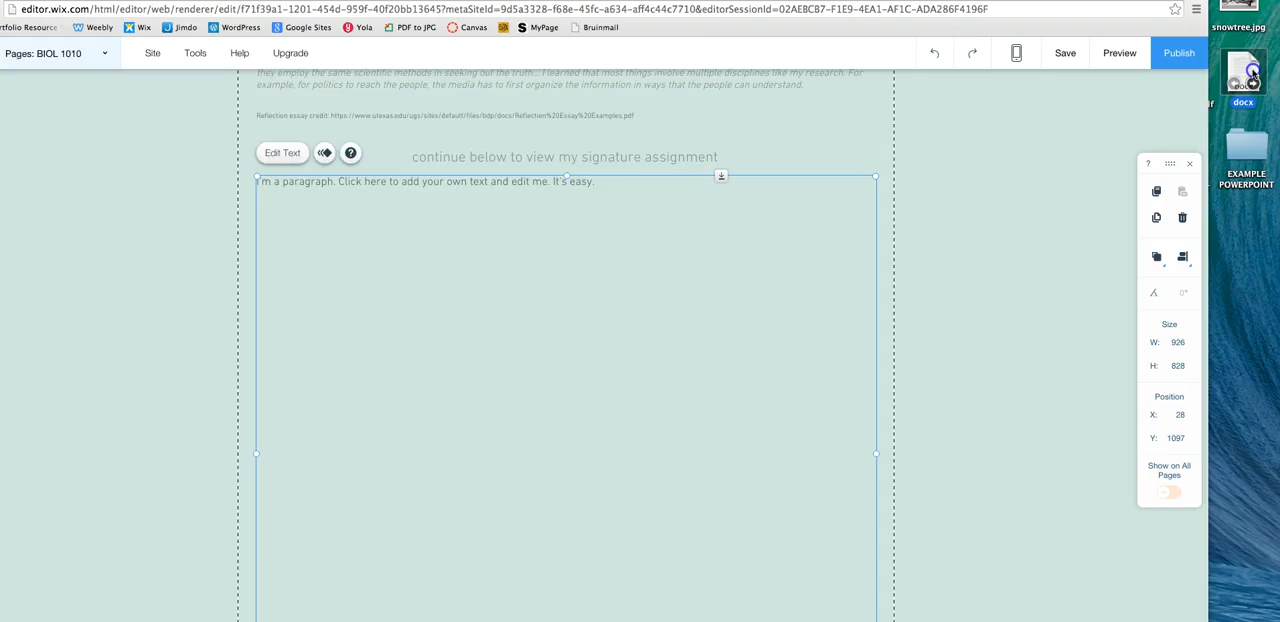 editor.wix.com/html/editor/web/renderer/edit/f71f39a1-1201-454d-959f-40f20bb13645?metaSiteId=9d5a3328-f68e-45fc-a634-aff4c44c7710&editorSessionId=02AEBCB7-F1E9-4EA1-AF1C-ADA286F4196F
rtfolio Resource Weebly Wix Jimdo WordPress Google Sites Yola PDF to JPG Canvas MyPage Bruinmail
snowtree.jpg
Pages: BIOL 1010 Site Tools Help Upgrade Save Preview Publish
they employ the same scientific methods in seeking out the truth... I learned that most things involve multiple disciplines like my research. For
example, for politics to reach the people, the media has to first organize the information in ways that the people can understand.
docx
Reflection essay credit: https://www.utexas.edu/ugs/sites/default/files/bdp/docs/Reflection%20Essay%20Examples.pdf
Edit Text ?
continue below to view my signature assignment
I'm a paragraph. Click here to add your own text and edit me. It's easy.
EXAMPLE
POWERPOINT
?
0°
Size
W: 926
H: 828
Position
X: 28
Y: 1097
Show on All
Pages